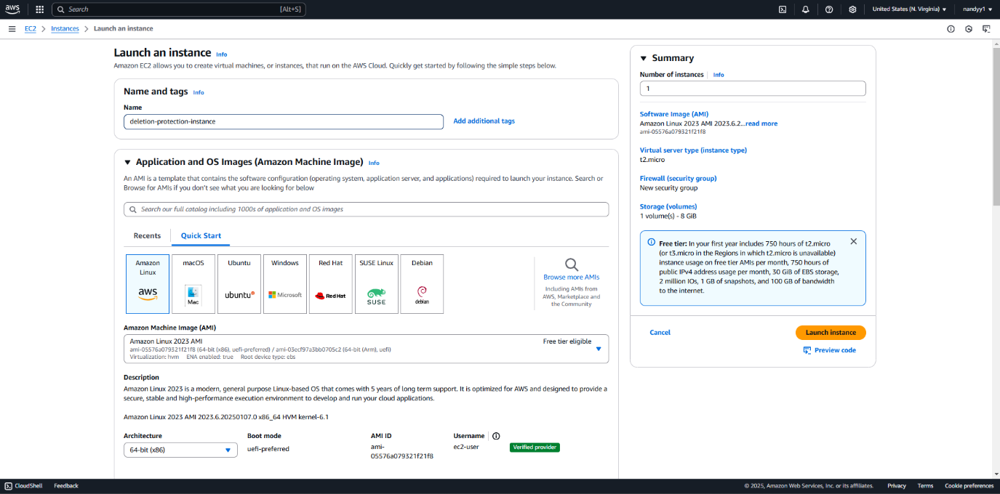 aws
Search [Alt+S]
United States (N. Virginia) nandyy1
EC2 Instances Launch an instance
Launch an instance Info
Amazon EC2 allows you to create virtual machines, or instances, that run on the AWS Cloud. Quickly get started by following the simple steps below.
Name and tags Info
Name
deletion-protection-instance
Add additional tags
Application and OS Images (Amazon Machine Image) Info
An AMI is a template that contains the software configuration (operating system, application server, and applications) required to launch your instance. Search or
Browse for AMIs if you don't see what you are looking for below
Search our full catalog including 1000s of application and OS images
Recents Quick Start
Amazon
Linux
aws
macOS
Mac
Ubuntu
ubuntu
Windows
Microsoft
Red Hat
Red Hat
SUSE Linux
SUSE
Debian
debian
Browse more AMIs
Including AMIs from
AWS, Marketplace and
the Community
Amazon Machine Image (AMI)
Amazon Linux 2023 AMI Free tier eligible
ami-05576a079321f21f8 (64-bit (x86), uefi-preferred) / ami-03ecf97a3bb0705c2 (64-bit (Arm), uefi)
Virtualization: hvm ENA enabled: true Root device type: ebs
Description
Amazon Linux 2023 is a modern, general purpose Linux-based OS that comes with 5 years of long term support. It is optimized for AWS and designed to provide a
secure, stable and high-performance execution environment to develop and run your cloud applications.
Amazon Linux 2023 AMI 2023.6.20250107.0 x86_64 HVM kernel-6.1
Architecture
64-bit (x86)
Boot mode
uefi-preferred
AMI ID
ami-
05576a079321f21f8
Username
ec2-user
Verified provider
Summary
Number of instances Info
1
Software Image (AMI)
Amazon Linux 2023 AMI 2023.6.2...read more
ami-05576a079321f21f8
Virtual server type (instance type)
t2.micro
Firewall (security group)
New security group
Storage (volumes)
1 volume(s) - 8 GiB
Free tier: In your first year includes 750 hours of t2.micro
(or t3.micro in the Regions in which t2.micro is unavailable)
instance usage on free tier AMIs per month, 750 hours of
public IPv4 address usage per month, 30 GiB of EBS storage,
2 million IOs, 1 GB of snapshots, and 100 GB of bandwidth
to the internet.
Cancel Launch instance
Preview code
CloudShell Feedback © 2025, Amazon Web Services, Inc. or its affiliates. Privacy Terms Cookie preferences